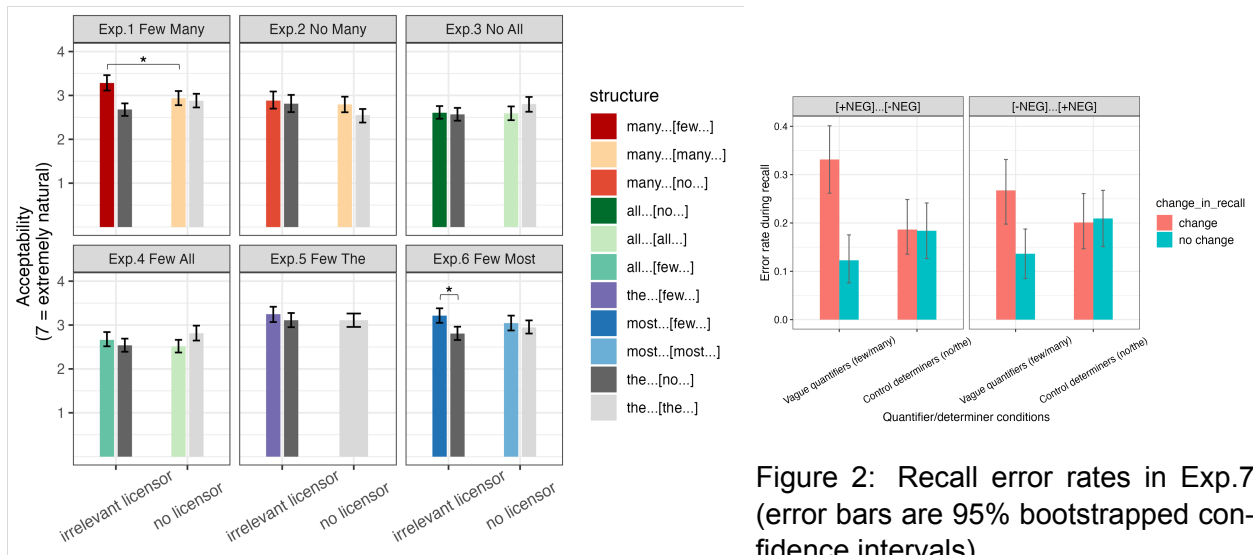 Exp.1 Few Many
Exp.2 No Many
Exp.3 No All
4
3
2
1
*
Exp.4 Few All
Exp.5 Few The
Exp.6 Few Most
4
3
2
1
*
Acceptability
(7 = extremely natural)
irrelevant licensor
no licensor
irrelevant licensor
no licensor
irrelevant licensor
no licensor
structure
many...[few...]
many...[many...]
many...[no...]
all...[no...]
all...[all...]
all...[few...]
the...[few...]
most...[few...]
most...[most...]
the...[no...]
the...[the...]
[+NEG]...[-NEG]
[-NEG]...[+NEG]
0.4
0.3
0.2
0.1
0.0
Error rate during recall
Vague quantifiers (few/many)
Control determiners (no/the)
Vague quantifiers (few/many)
Control determiners (no/the)
Quantifier/determiner conditions
change_in_recall
change
no change
Figure 2: Recall error rates in Exp.7
(error bars are 95% bootstrapped con-
fidence intervals)